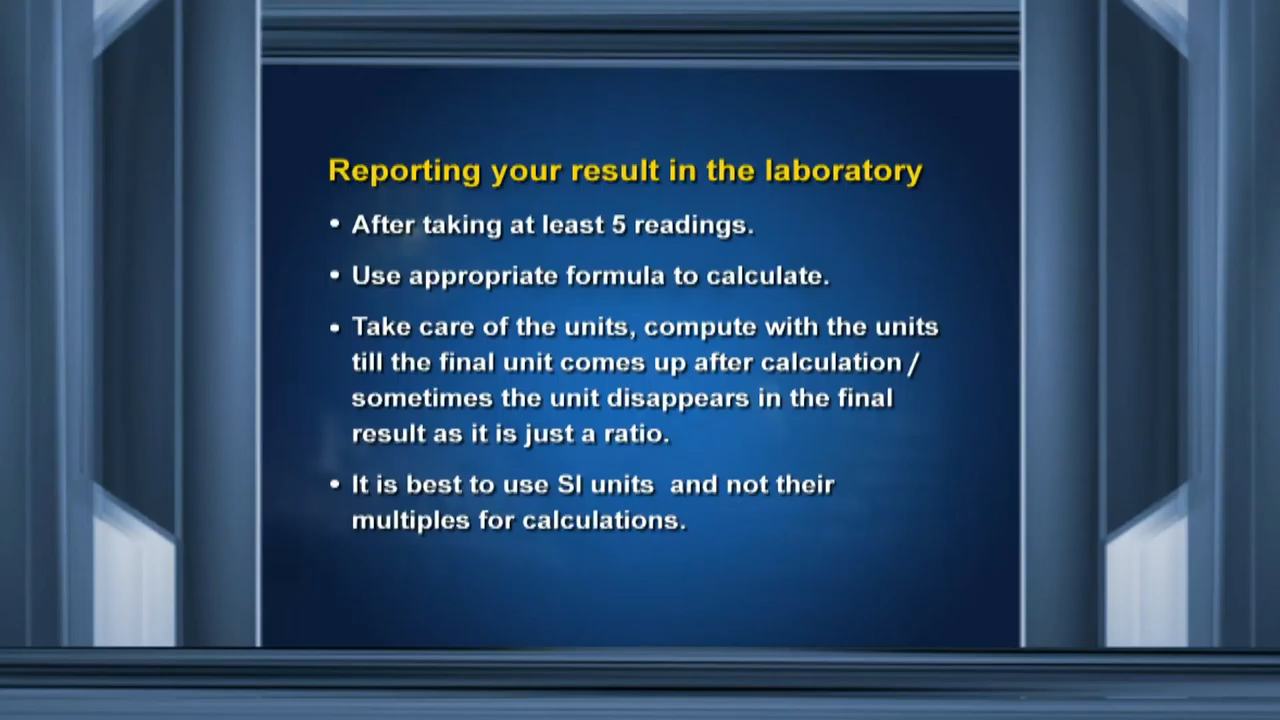 Reporting your result in the laboratory
• After taking at least 5 readings.
• Use appropriate formula to calculate.
• Take care of the units, compute with the units
till the final unit comes up after calculation /
sometimes the unit disappears in the final
result as it is just a ratio.
• It is best to use SI units  and not their
multiples for calculations.